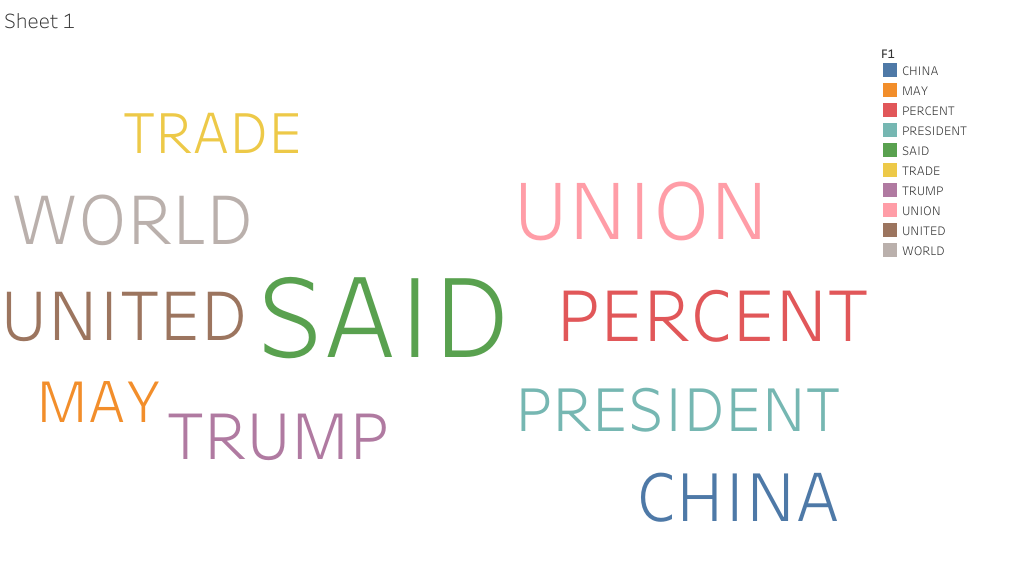 Sheet 1
TRADE
WORLD
UNION
UNITED
SAID
PERCENT
MAY
TRUMP
PRESIDENT
CHINA
F1
CHINA
MAY
PERCENT
PRESIDENT
SAID
TRADE
TRUMP
UNION
UNITED
WORLD